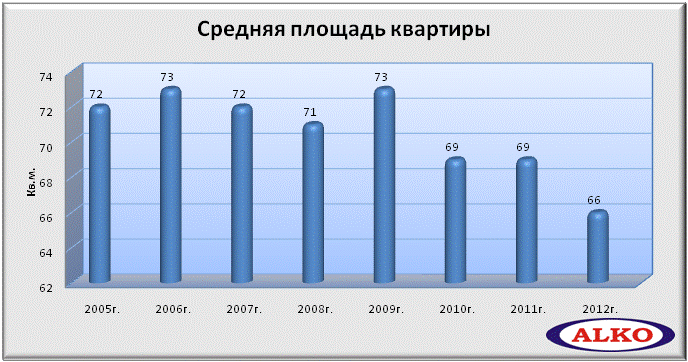 Средняя площадь квартиры
Кв.м.
74
72
70
68
66
64
62
72
73
72
71
73
69
69
66
2005г.
2006г.
2007г.
2008г.
2009г.
2010г.
2011г.
2012г.
ALKO